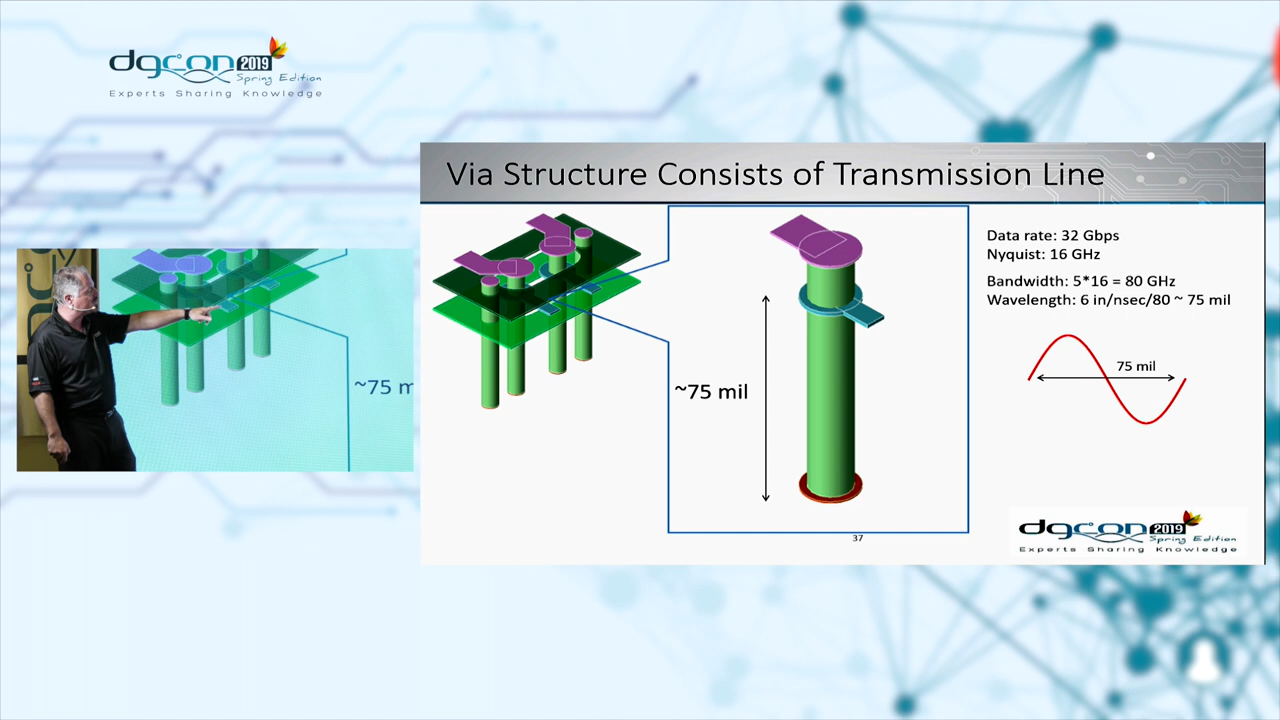 dgcon 2019
Spring Edition
Experts Sharing Knowledge
Via Structure Consists of Transmission Line
Data rate: 32 Gbps
Nyquist: 16 GHz
Bandwidth: 5*16 = 80 GHz
Wavelength: 6 in/nsec/80 ~ 75 mil
75 mil
~75 mil
~75 m
37
dgcon 2019
Spring Edition
Experts Sharing Knowledge